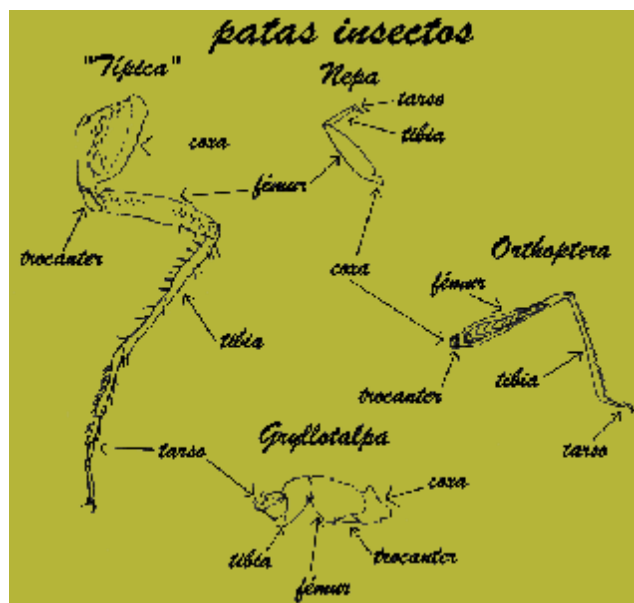 patas insectos
"Típica"
Nepa
tarso
tibia
coxa
fémur
trocanter
coxa
Orthoptera
fémur
tibia
tibia
trocanter
tarso
Gryllotalpa
tarso
coxa
tibia
trocanter
fémur